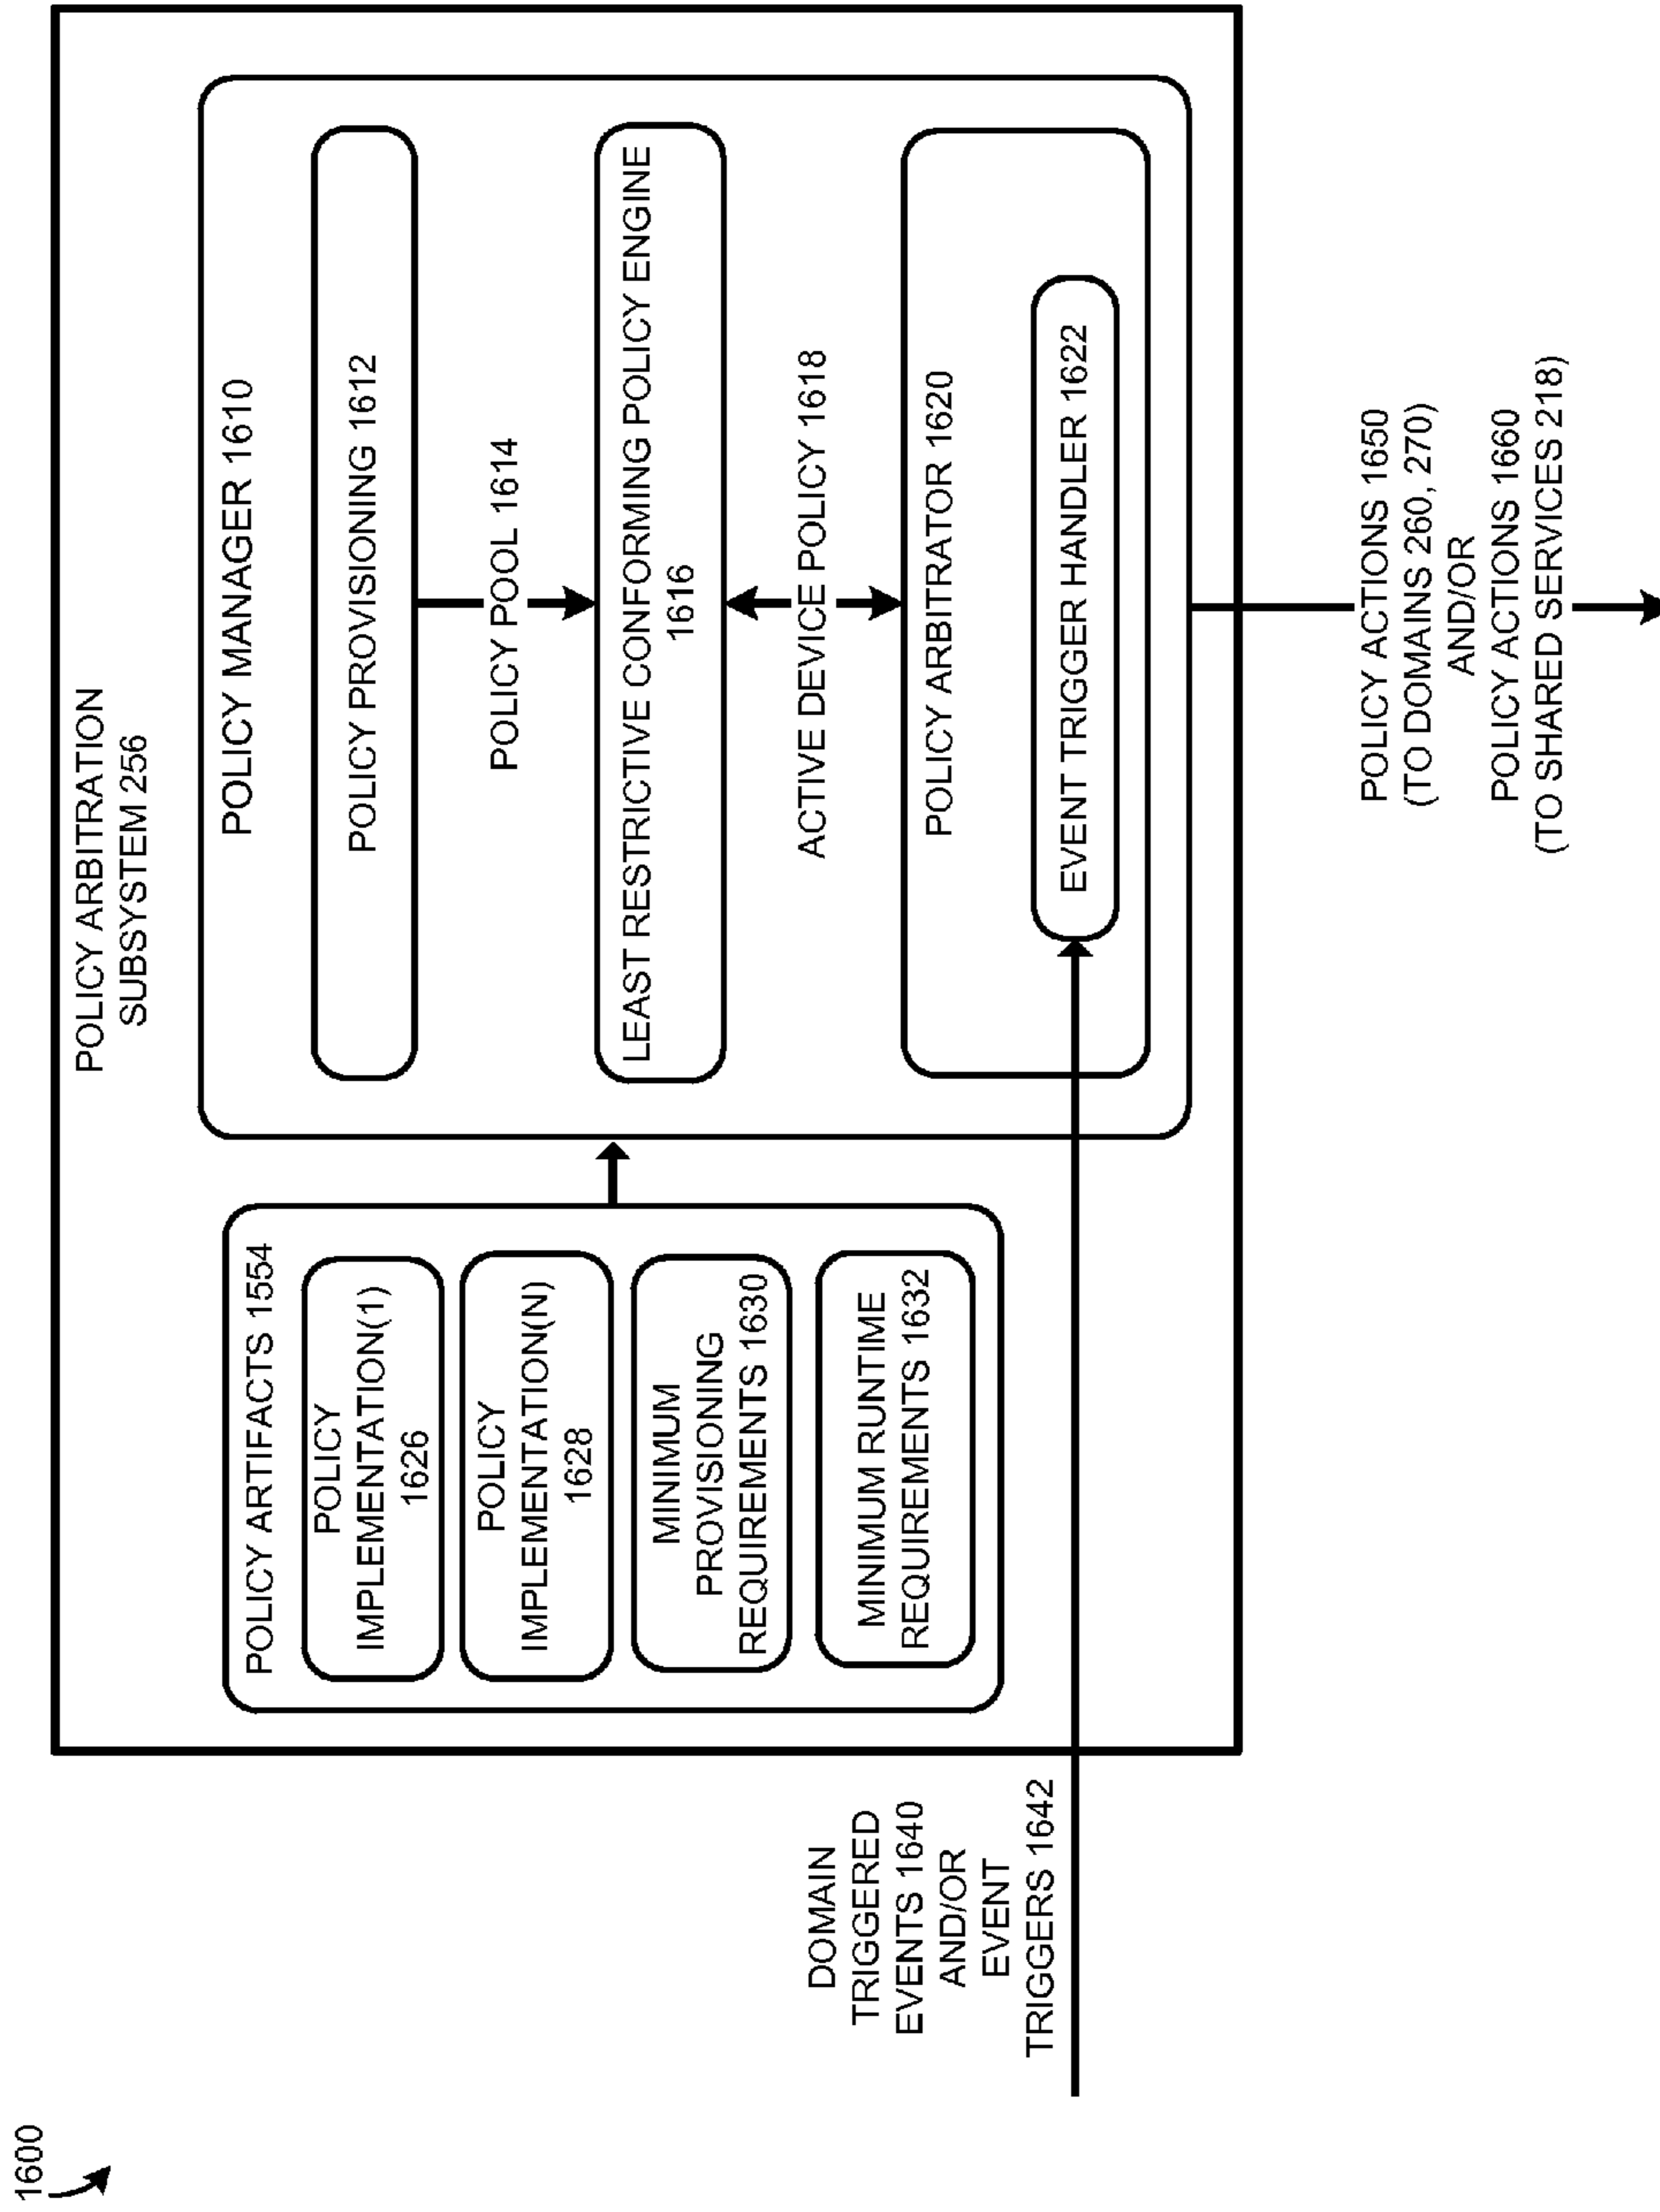 1600
POLICY ARBITRATION
SUBSYSTEM 256
POLICY ARTIFACTS 1554
POLICY
IMPLEMENTATION(1)
1626
POLICY
IMPLEMENTATION(N)
1628
MINIMUM
PROVISIONING
REQUIREMENTS 1630
MINIMUM RUNTIME
REQUIREMENTS 1632
POLICY MANAGER 1610
POLICY PROVISIONING 1612
POLICY POOL 1614
LEAST RESTRICTIVE CONFORMING POLICY ENGINE
1616
ACTIVE DEVICE POLICY 1618
POLICY ARBITRATOR 1620
EVENT TRIGGER HANDLER 1622
DOMAIN
TRIGGERED
EVENTS 1640
AND/OR
EVENT
TRIGGERS 1642
POLICY ACTIONS 1650
(TO DOMAINS 260, 270)
AND/OR
POLICY ACTIONS 1660
(TO SHARED SERVICES 218)